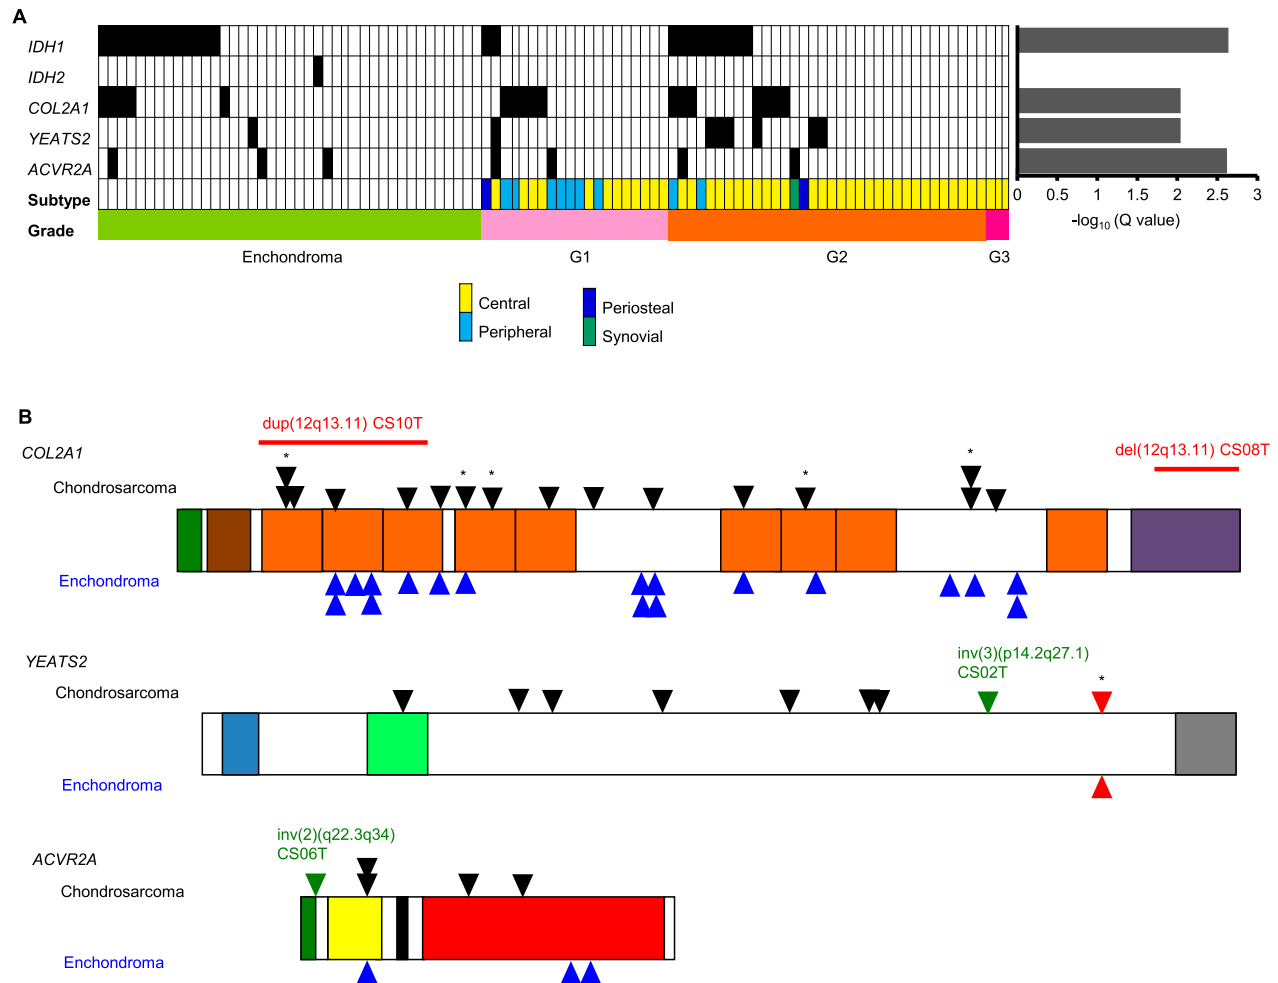 A
IDH1
IDH2
COL2A1
YEATS2
ACVR2A
Subtype
Grade
0 0.5 1 1.5 2 2.5 3
-log10 (Q value)
Enchondroma G1 G2 G3
Central Periosteal
Peripheral Synovial
B
dup(12q13.11) CS10T
COL2A1
del(12q13.11) CS08T
* * * * *
Chondrosarcoma
Enchondroma
YEATS2
inv(3)(p14.2q27.1)
CS02T
*
Chondrosarcoma
Enchondroma
inv(2)(q22.3q34)
CS06T
ACVR2A
Chondrosarcoma
Enchondroma